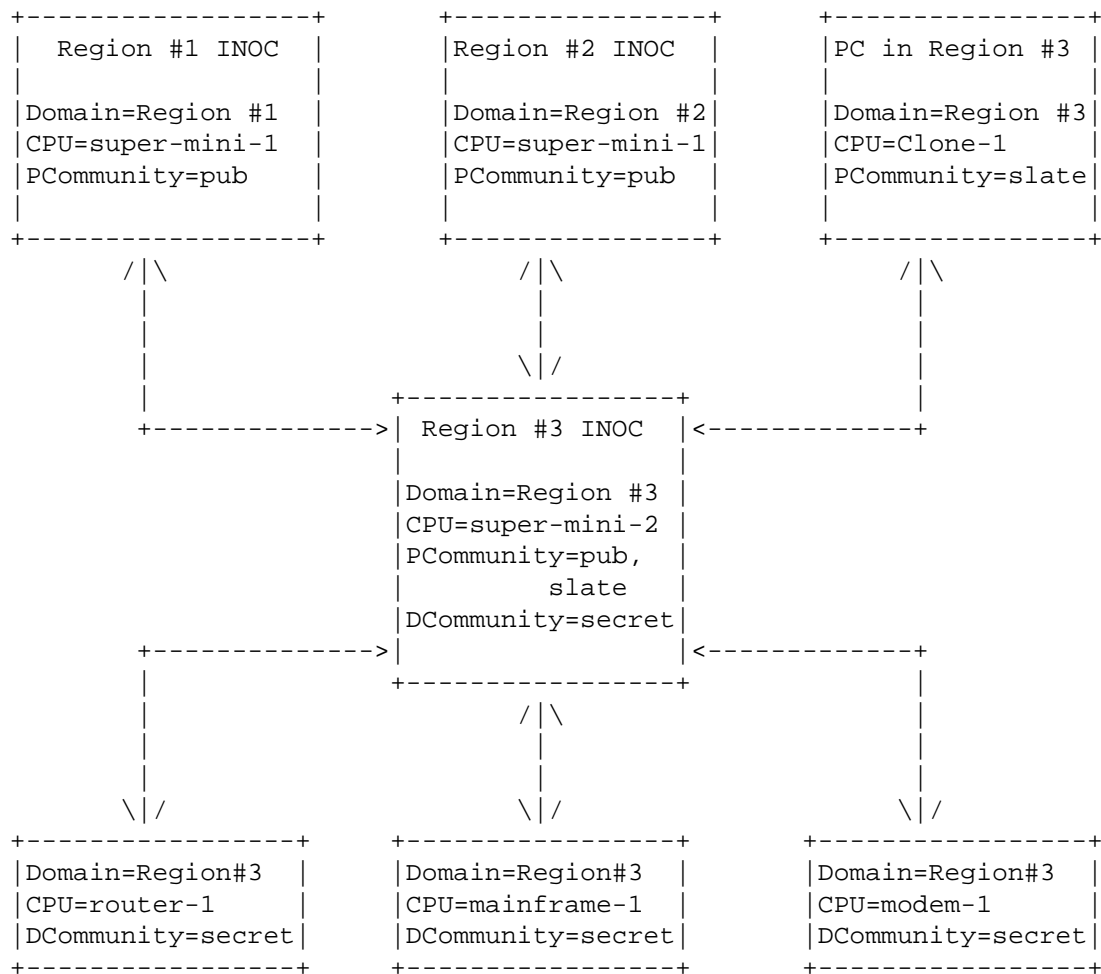 Region #1 INOC
Domain=Region #1
CPU=super-mini-1
PCommunity=pub
Region #2 INOC
Domain=Region #2
CPU=super-mini-1
PCommunity=pub
PC in Region #3
Domain=Region #3
CPU=Clone-1
PCommunity=slate
Region #3 INOC
Domain=Region #3
CPU=super-mini-2
PCommunity=pub,
slate
DCommunity=secret
Domain=Region#3
CPU=router-1
DCommunity=secret
Domain=Region#3
CPU=mainframe-1
DCommunity=secret
Domain=Region#3
CPU=modem-1
DCommunity=secret